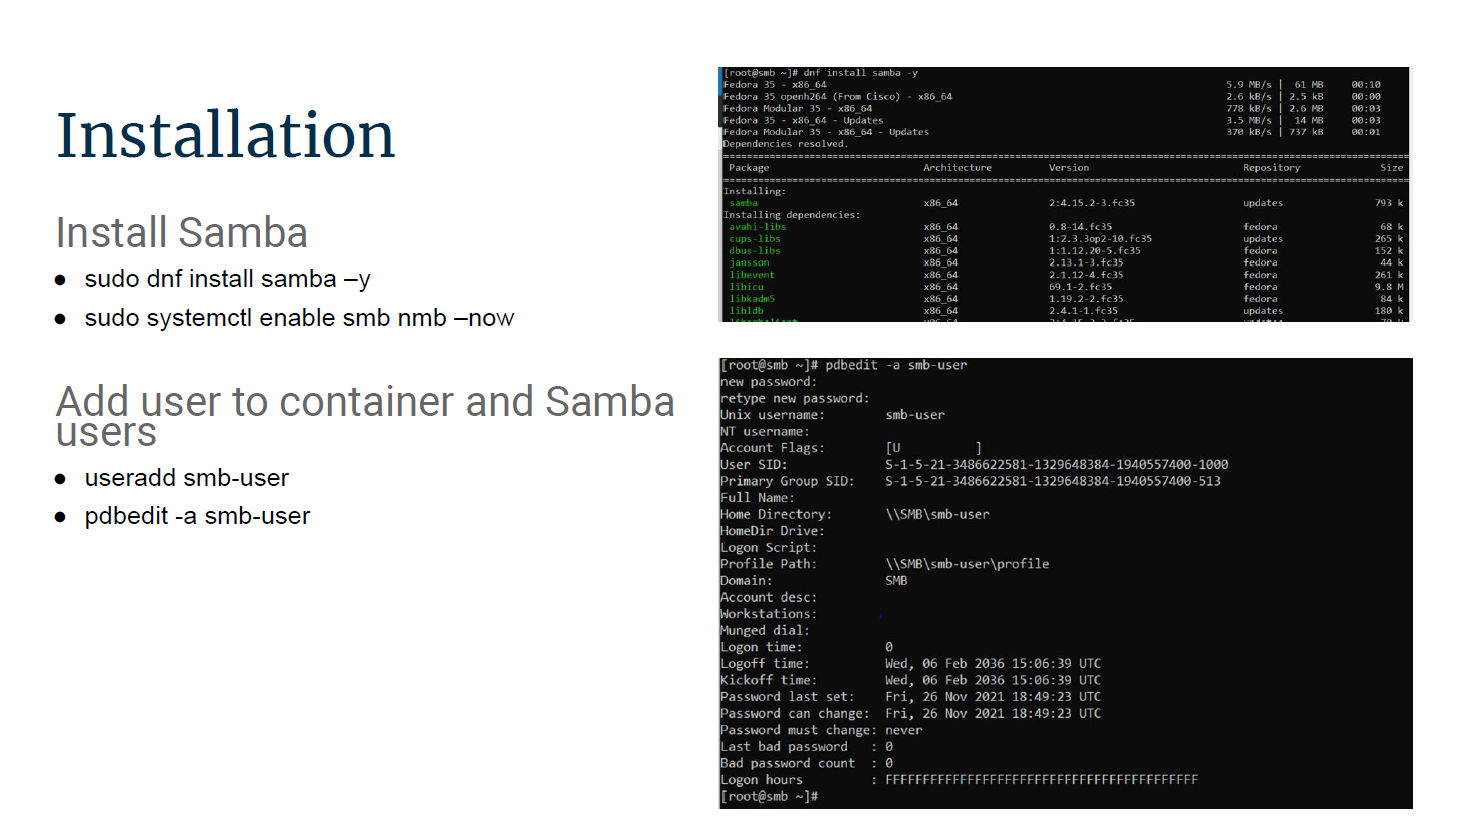 Installation
Install Samba
● sudo dnf install samba –y
● sudo systemctl enable smb nmb –now
Add user to container and Samba
users
● useradd smb-user
● pdbedit -a smb-user
[root@smb ~]# dnf install samba -y
Fedora 35 - x86_64 5.9 MB/s | 61 MB 00:10
Fedora 35 openh264 (From Cisco) - x86_64 2.6 kB/s | 2.5 kB 00:00
Fedora Modular 35 - x86_64 778 kB/s | 2.6 MB 00:03
Fedora 35 - x86_64 - Updates 3.5 MB/s | 14 MB 00:03
Fedora Modular 35 - x86_64 - Updates 370 kB/s | 737 kB 00:01
Dependencies resolved.
Package Architecture Version Repository Size
Installing:
samba x86_64 2:4.15.2-3.fc35 updates 793 k
Installing dependencies:
avahi-libs x86_64 0.8-14.fc35 fedora 68 k
cups-libs x86_64 1:2.3.3op2-10.fc35 updates 265 k
dbus-libs x86_64 1:1.12.20-5.fc35 fedora 152 k
jansson x86_64 2.13.1-3.fc35 fedora 44 k
libevent x86_64 2.1.12-4.fc35 fedora 261 k
libicu x86_64 69.1-2.fc35 fedora 9.8 M
libkadm5 x86_64 1.19.2-2.fc35 fedora 84 k
libldb x86_64 2.4.1-1.fc35 updates 180 k
[root@smb ~]# pdbedit -a smb-user
new password:
retype new password:
Unix username: smb-user
NT username:
Account Flags: [U ]
User SID: S-1-5-21-3486622581-1329648384-1940557400-1000
Primary Group SID: S-1-5-21-3486622581-1329648384-1940557400-513
Full Name:
Home Directory: \\SMB\smb-user
HomeDir Drive:
Logon Script:
Profile Path: \\SMB\smb-user\profile
Domain: SMB
Account desc:
Workstations:
Munged dial:
Logon time: 0
Logoff time: Wed, 06 Feb 2036 15:06:39 UTC
Kickoff time: Wed, 06 Feb 2036 15:06:39 UTC
Password last set: Fri, 26 Nov 2021 18:49:23 UTC
Password can change: Fri, 26 Nov 2021 18:49:23 UTC
Password must change: never
Last bad password : 0
Bad password count : 0
Logon hours : FFFFFFFFFFFFFFFFFFFFFFFFFFFFFFFFFFFFFFFFFF
[root@smb ~]#